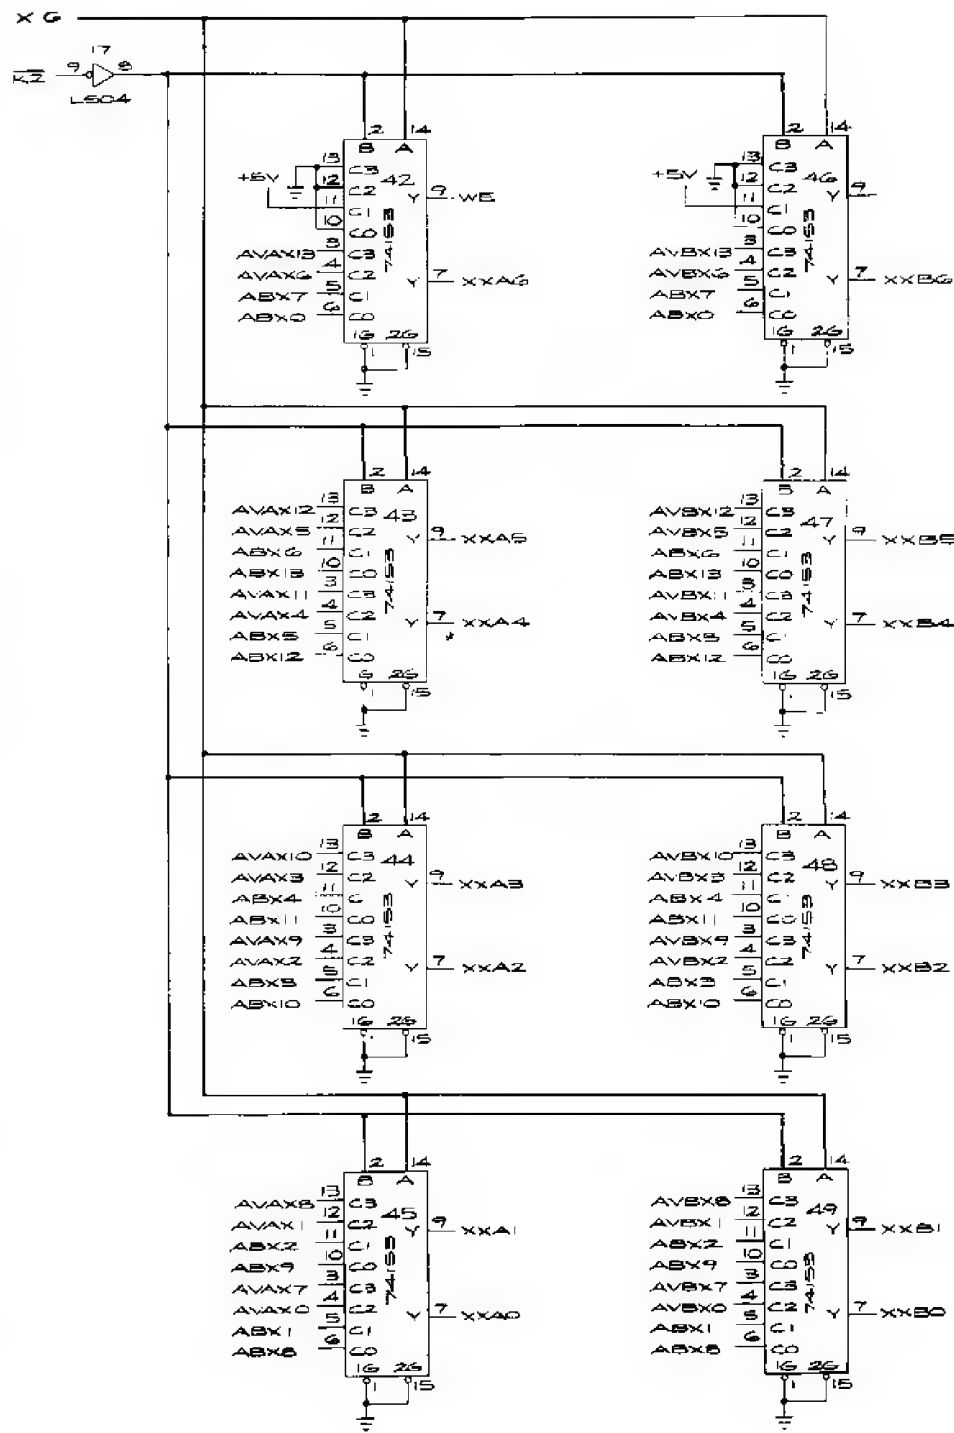 XG
17
K2 9 8
LS04
2 14 2 14
B A B A
13 C3 42 13 C3 46
+5V 12 C2 Y 9 WE +5V 12 C2 Y 9
11 C1 11 C1
10 C0 74153 10 C0 74153
AVAX13 3 C3 AVBX13 3 C3
AVAX6 4 C2 Y 7 XXA6 AVBX6 4 C2 Y 7 XXB6
ABX7 5 C1 ABX7 5 C1
ABX0 6 C0 ABX0 6 C0
1G 2G 1G 2G
1 15 1 15
2 14 2 14
B A B A
AVAX12 13 C3 43 AVBX12 13 C3 47
AVAX5 12 C2 Y 9 XXA5 AVBX5 12 C2 Y 9 XXB5
ABX6 11 C1 ABX6 11 C1
ABX13 10 C0 74153 ABX13 10 C0 74153
AVAX11 3 C3 AVBX11 3 C3
AVAX4 4 C2 Y 7 XXA4 AVBX4 4 C2 Y 7 XXB4
ABX5 5 C1 ABX5 5 C1
ABX12 6 C0 ABX12 6 C0
1G 2G 1G 2G
1 15 1 15
2 14 2 14
B A B A
AVAX10 13 C3 44 AVBX10 13 C3 48
AVAX3 12 C2 Y 9 XXA3 AVBX3 12 C2 Y 9 XXB3
ABX4 11 C1 ABX4 11 C1
ABX11 10 C0 74153 ABX11 10 C0 74153
AVAX9 3 C3 AVBX9 3 C3
AVAX2 4 C2 Y 7 XXA2 AVBX2 4 C2 Y 7 XXB2
ABX3 5 C1 ABX3 5 C1
ABX10 6 C0 ABX10 6 C0
1G 2G 1G 2G
1 15 1 15
2 14 2 14
B A B A
AVAX8 13 C3 45 AVBX8 13 C3 49
AVAX1 12 C2 Y 9 XXA1 AVBX1 12 C2 Y 9 XXB1
ABX2 11 C1 ABX2 11 C1
ABX9 10 C0 74153 ABX9 10 C0 74153
AVAX7 3 C3 AVBX7 3 C3
AVAX0 4 C2 Y 7 XXA0 AVBX0 4 C2 Y 7 XXB0
ABX1 5 C1 ABX1 5 C1
ABX8 6 C0 ABX8 6 C0
1G 2G 1G 2G
1 15 1 15